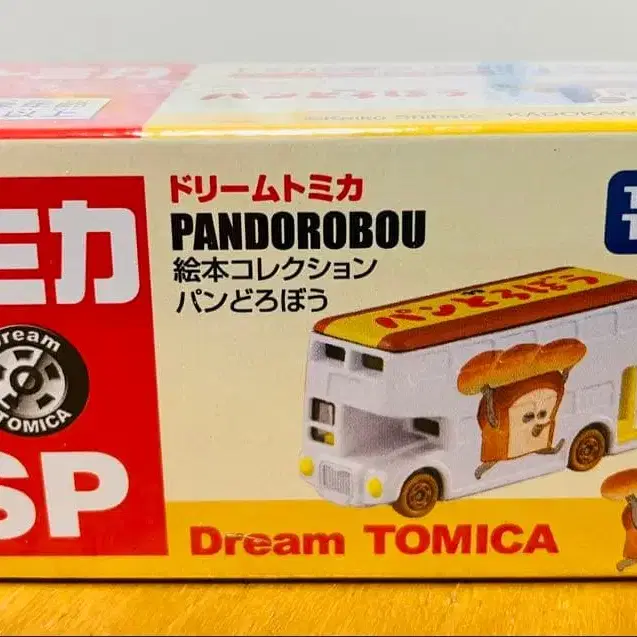 ドリームトミカ
PANDOROBOU
絵本コレクション
パンどろぼう
パンどろぼう
ミカ
Dream
TOMICA
SP
Dream TOMICA